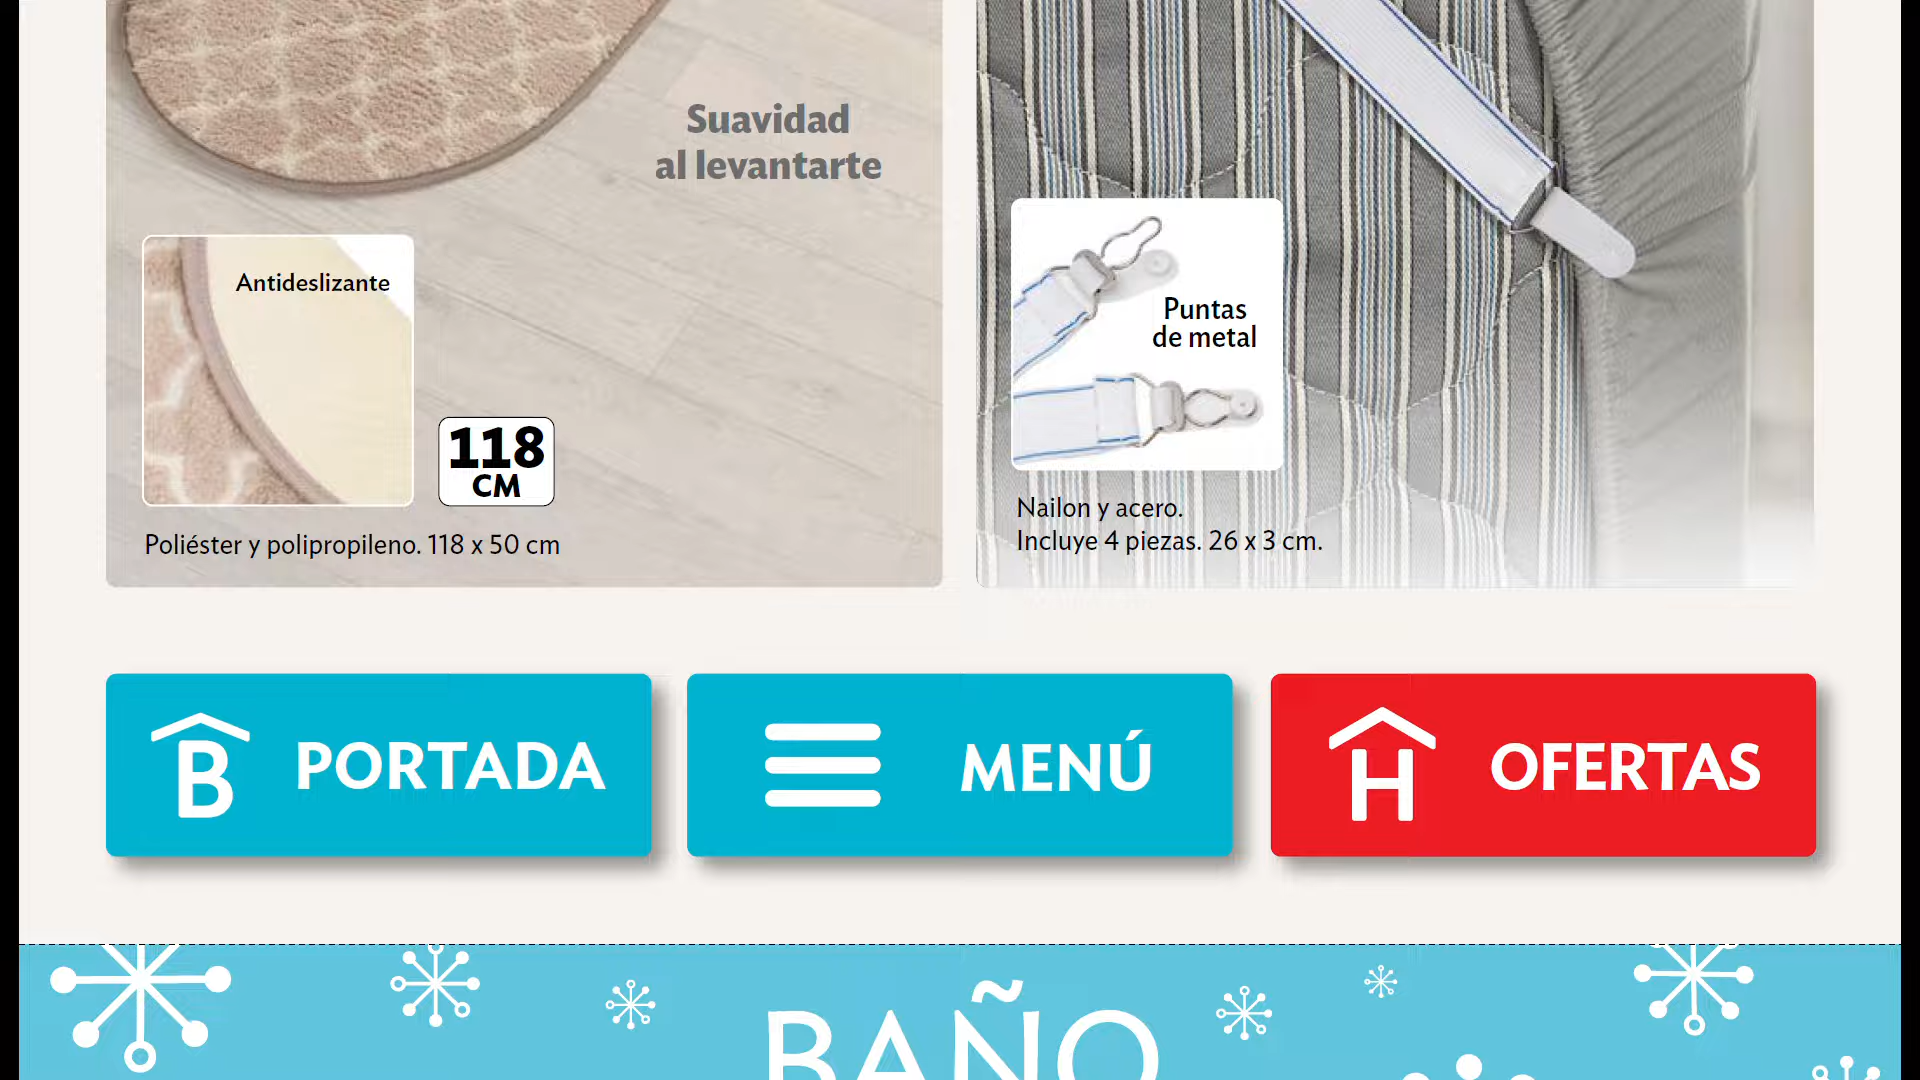 Suavidad
al levantarte
Antideslizante
118
CM
Poliéster y polipropileno. 118 x 50 cm
Puntas
de metal
Nailon y acero.
Incluye 4 piezas. 26 x 3 cm.
B PORTADA
MENÚ
H OFERTAS
BAÑO